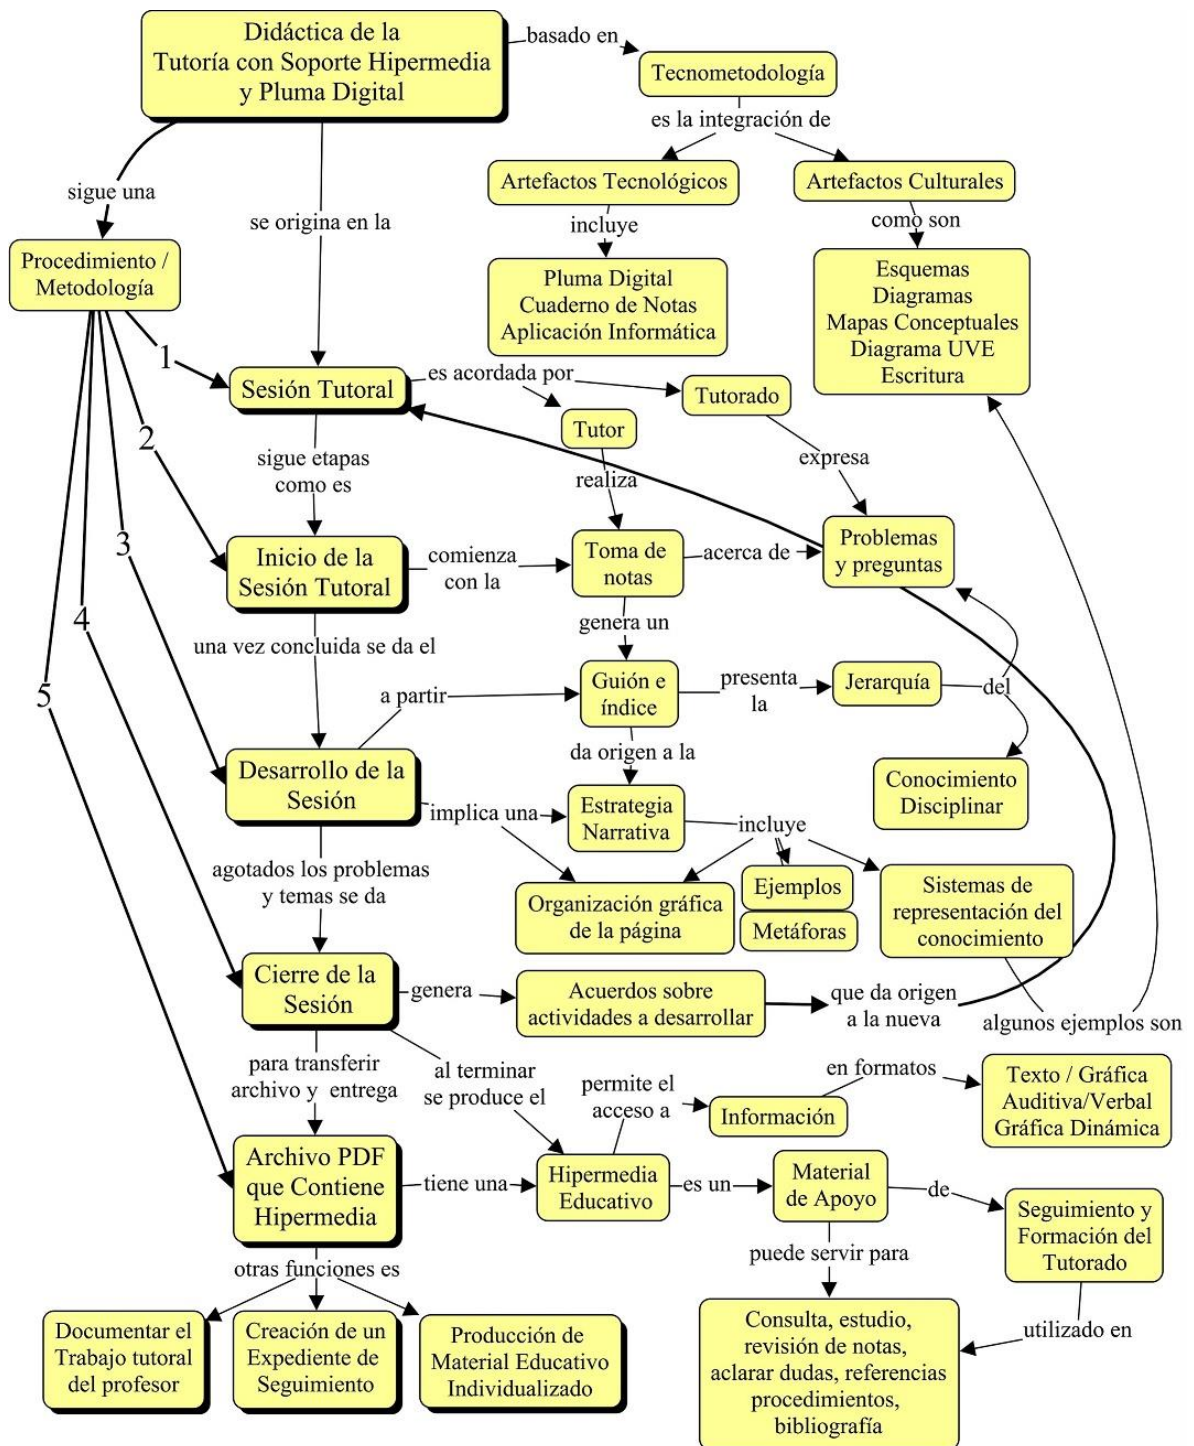 Didáctica de la
Tutoría con Soporte Hipermedia
y Pluma Digital
basado en
Tecnometodología
es la integración de
Artefactos Tecnológicos
Artefactos Culturales
incluye
como son
Pluma Digital
Cuaderno de Notas
Aplicación Informática
Esquemas
Diagramas
Mapas Conceptuales
Diagrama UVE
Escritura
sigue una
se origina en la
Procedimiento /
Metodología
1
2
3
4
5
Sesión Tutoral
es acordada por
Tutorado
Tutor
expresa
realiza
sigue etapas
como es
Inicio de la
Sesión Tutoral
comienza
con la
Toma de
notas
acerca de
Problemas
y preguntas
genera un
una vez concluida se da el
a partir
Guión e
índice
presenta
la
Jerarquía
del
Conocimiento
Disciplinar
da origen a la
Desarrollo de la
Sesión
implica una
Estrategia
Narrativa
incluye
Organización gráfica
de la página
Ejemplos
Metáforas
Sistemas de
representación del
conocimiento
agotados los problemas
y temas se da
Cierre de la
Sesión
genera
Acuerdos sobre
actividades a desarrollar
que da origen
a la nueva
algunos ejemplos son
para transferir
archivo y entrega
al terminar
se produce el
permite el
acceso a
Información
en formatos
Texto / Gráfica
Auditiva/Verbal
Gráfica Dinámica
Archivo PDF
que Contiene
Hipermedia
tiene una
Hipermedia
Educativo
es un
Material
de Apoyo
de
Seguimiento y
Formación del
Tutorado
puede servir para
utilizado en
Consulta, estudio,
revisión de notas,
aclarar dudas, referencias
procedimientos,
bibliografía
otras funciones es
Documentar el
Trabajo tutoral
del profesor
Creación de un
Expediente de
Seguimiento
Producción de
Material Educativo
Individualizado